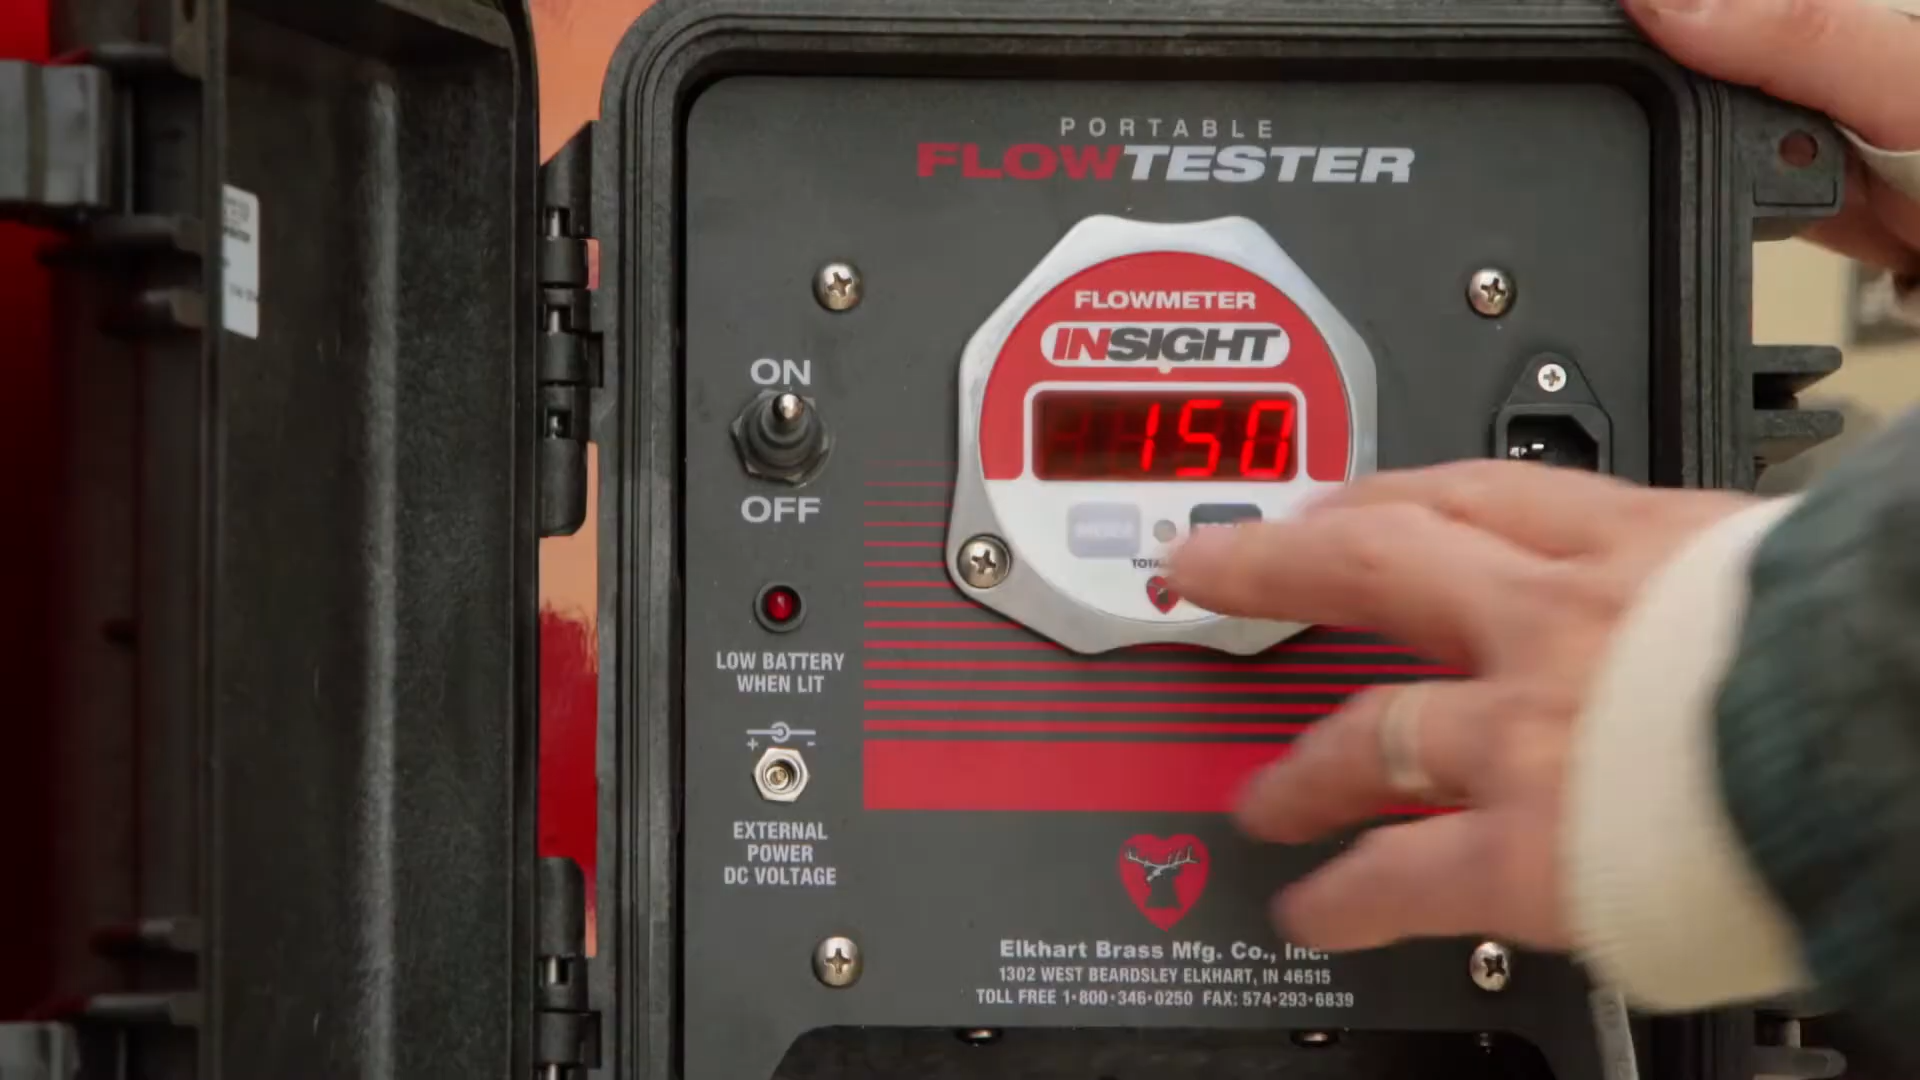 PORTABLE
FLOWTESTER
FLOWMETER
INSIGHT
150
ON
OFF
LOW BATTERY
WHEN LIT
+ -
EXTERNAL
POWER
DC VOLTAGE
Elkhart Brass Mfg. Co., Inc.
1302 WEST BEARDSLEY ELKHART, IN 46515
TOLL FREE 1•800•346•0250 FAX: 574•293•6839